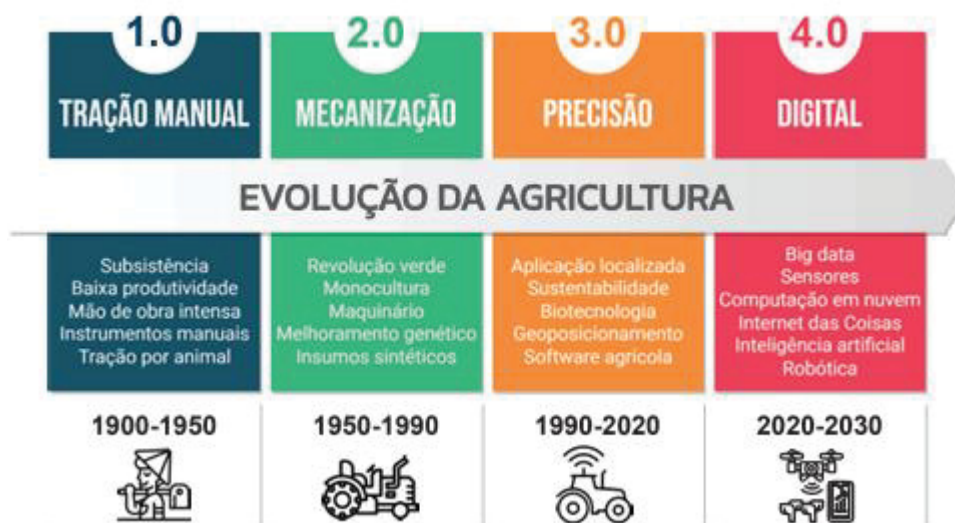 1.0
TRAÇÃO MANUAL
2.0
MECANIZAÇÃO
3.0
PRECISÃO
4.0
DIGITAL
EVOLUÇÃO DA AGRICULTURA
Subsistência
Baixa produtividade
Mão de obra intensa
Instrumentos manuais
Tração por animal
Revolução verde
Monocultura
Maquinário
Melhoramento genético
Insumos sintéticos
Aplicação localizada
Sustentabilidade
Biotecnologia
Geoposicionamento
Software agrícola
Big data
Sensores
Computação em nuvem
Internet das Coisas
Inteligência artificial
Robótica
1900-1950
1950-1990
1990-2020
2020-2030